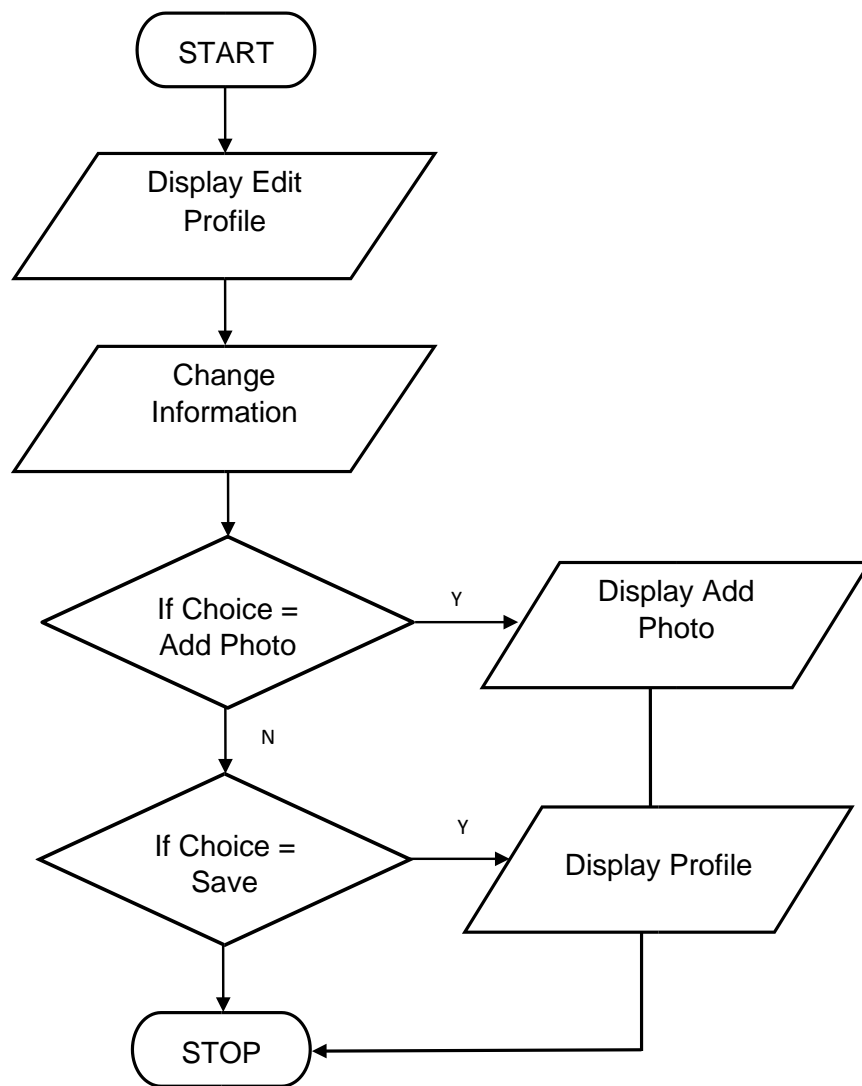 START
Display Edit
Profile
Change
Information
If Choice =
Add Photo
Y
Display Add
Photo
N
If Choice =
Save
Y
Display Profile
STOP